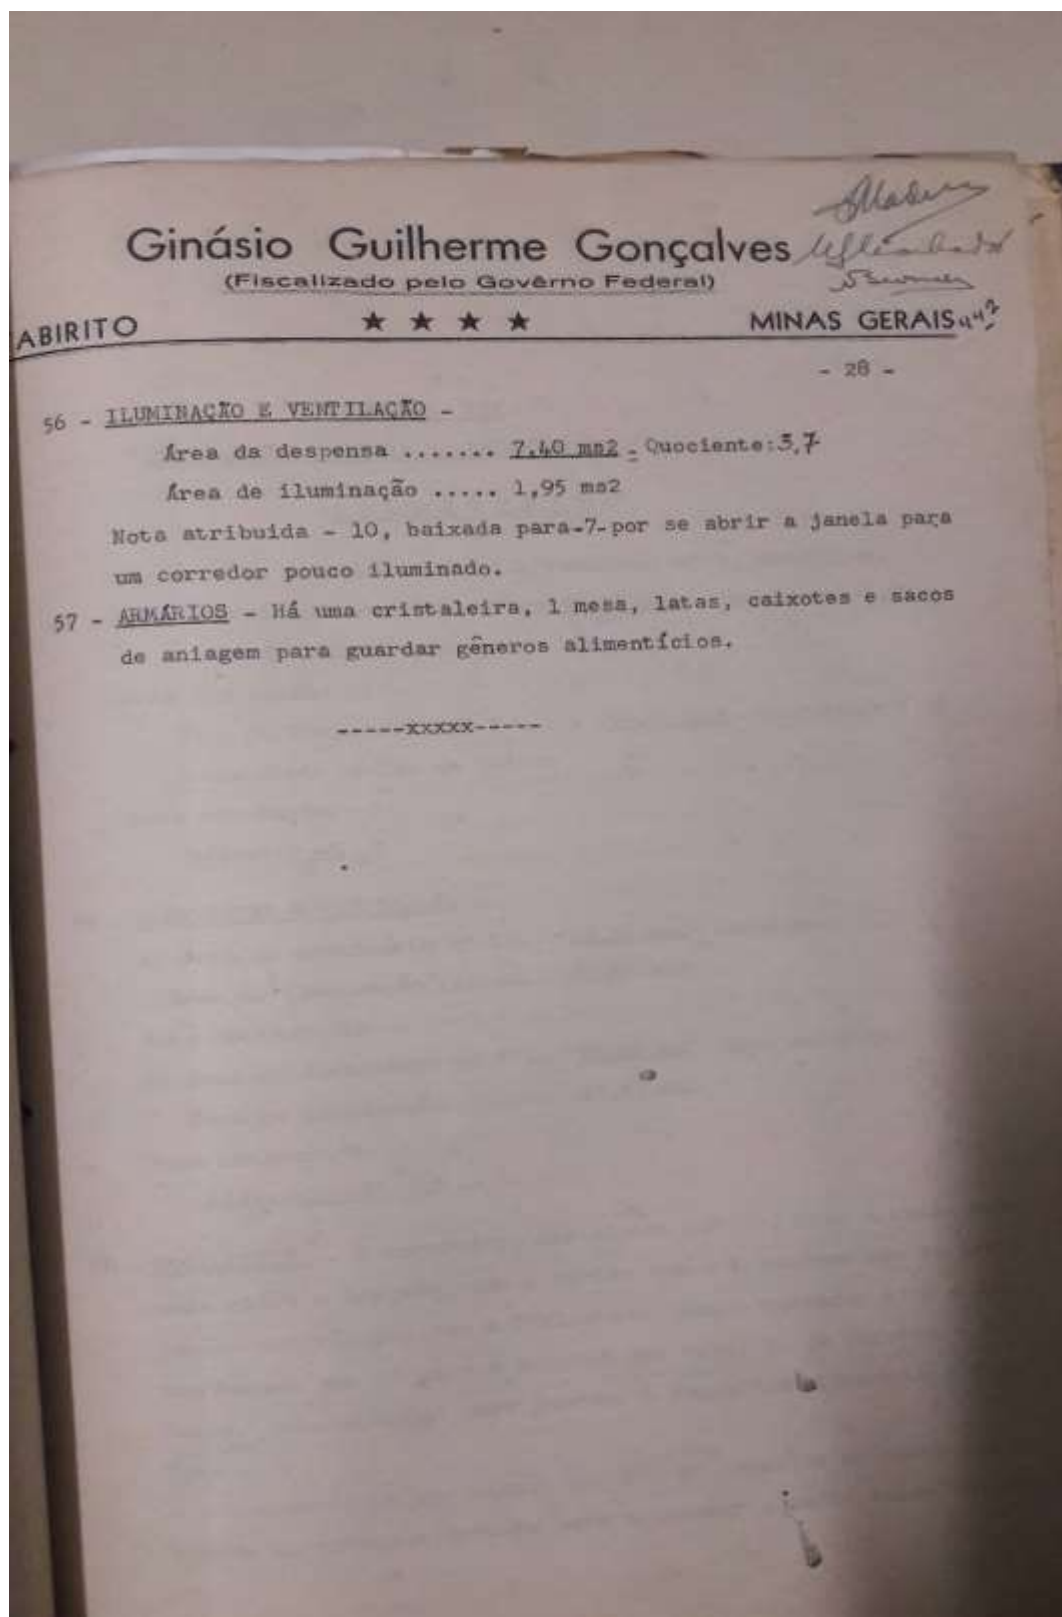 Ginásio Guilherme Gonçalves
(Fiscalizado pelo Govêrno Federal)
ABIRITO ★ ★ ★ ★ MINAS GERAIS
- 28 -
56 - ILUMINAÇÃO E VENTILAÇÃO -
Área da despensa ....... 7.40 ms2 - Quociente:3,7
Área de iluminação ..... 1,95 ms2
Nota atribuida - 10, baixada para-7-por se abrir a janela para
um corredor pouco iluminado.
57 - ARMÁRIOS - Há uma cristaleira, 1 mesa, latas, caixotes e sacos
de aniagem para guardar gêneros alimentícios.
-----xxxxx-----